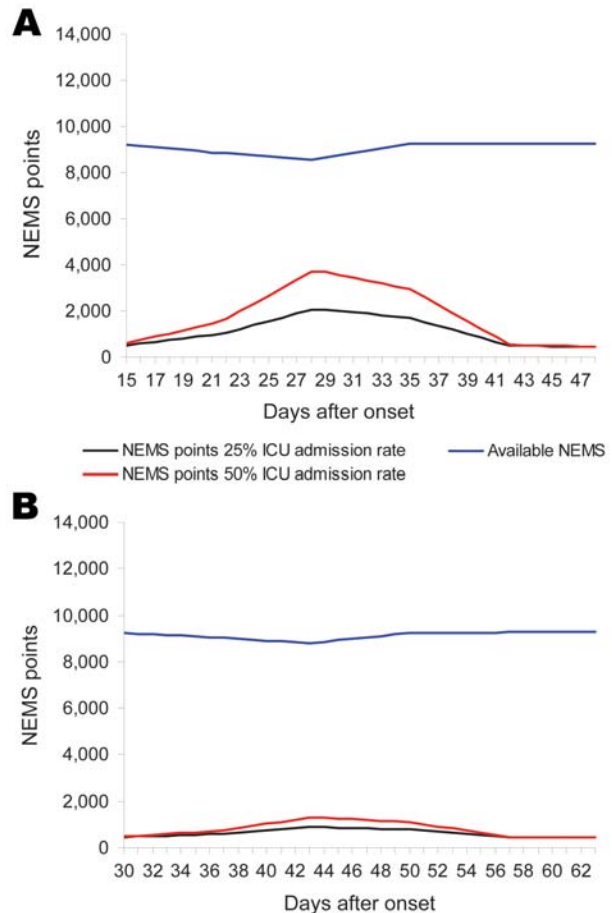 A
14,000
12,000
10,000
8,000
6,000
4,000
2,000
0
NEMS points
15 17 19 21 23 25 27 29 31 33 35 37 39 41 43 45 47
Days after onset
NEMS points 25% ICU admission rate
Available NEMS
NEMS points 50% ICU admission rate
B
14,000
12,000
10,000
8,000
6,000
4,000
2,000
0
NEMS points
30 32 34 36 38 40 42 44 46 48 50 52 54 56 58 60 62
Days after onset